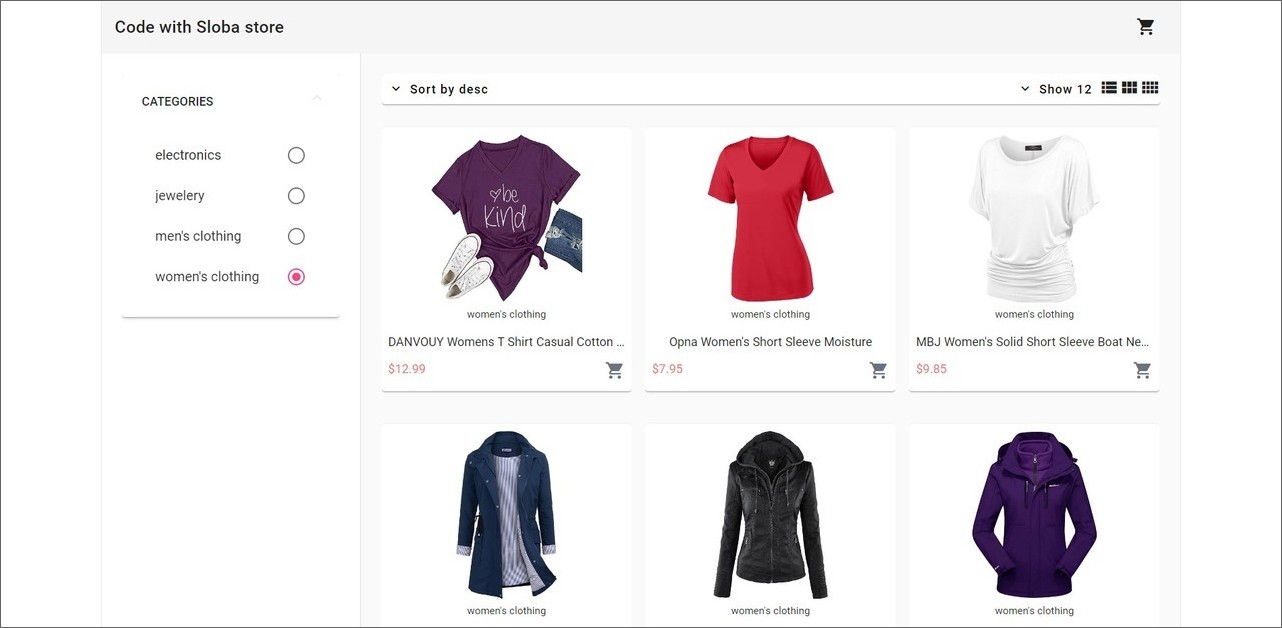 Code with Sloba store
CATEGORIES
electronics
jewelery
men's clothing
women's clothing
Sort by desc
Show 12
be
kind
women's clothing
DANVOUY Womens T Shirt Casual Cotton ...
$12.99
women's clothing
Opna Women's Short Sleeve Moisture
$7.95
women's clothing
MBJ Women's Solid Short Sleeve Boat Ne...
$9.85
women's clothing
women's clothing
women's clothing